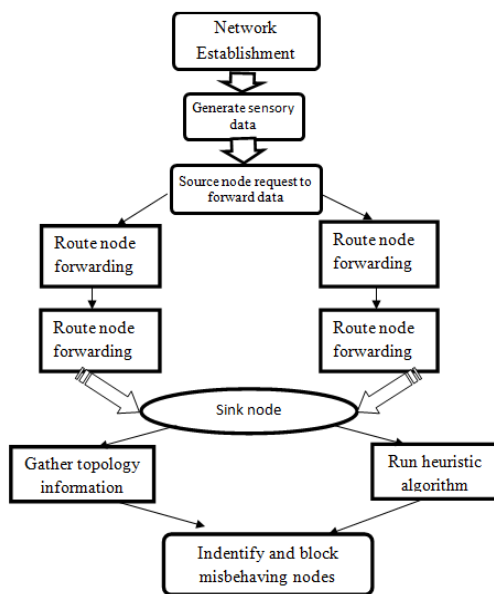 Network
Establishment
Generate sensory
data
Source node request to
forward data
Route node
forwarding
Route node
forwarding
Route node
forwarding
Route node
forwarding
Sink node
Gather topology
information
Run heuristic
algorithm
Indentify and block
misbehaving nodes